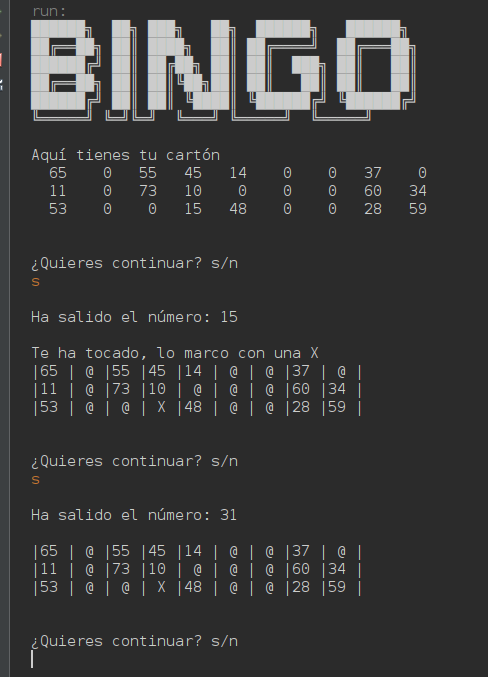 run:
BINGO
Aquí tienes tu cartón
65 0 55 45 14 0 0 37 0
11 0 73 10 0 0 0 60 34
53 0 0 15 48 0 0 28 59
¿Quieres continuar? s/n
s
Ha salido el número: 15
Te ha tocado, lo marco con una X
|65 | @ |55 |45 |14 | @ | @ |37 | @ |
|11 | @ |73 |10 | @ | @ | @ |60 |34 |
|53 | @ | @ | X |48 | @ | @ |28 |59 |
¿Quieres continuar? s/n
s
Ha salido el número: 31
|65 | @ |55 |45 |14 | @ | @ |37 | @ |
|11 | @ |73 |10 | @ | @ | @ |60 |34 |
|53 | @ | @ | X |48 | @ | @ |28 |59 |
¿Quieres continuar? s/n